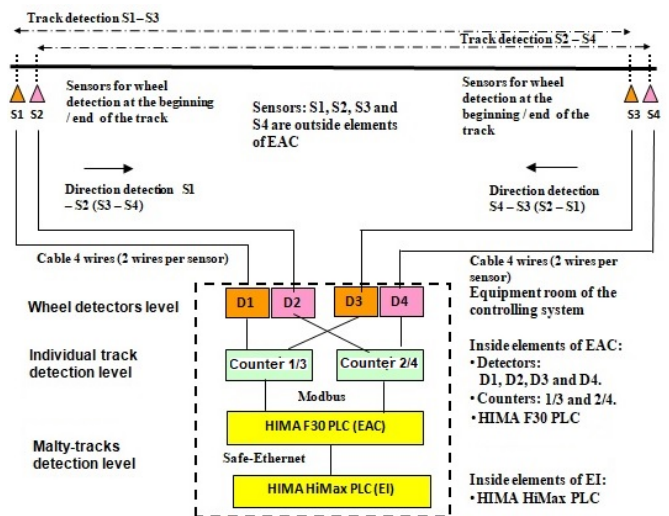 Track detection S1–S3
Track detection S2 – S4
S1
S2
Sensors for wheel
detection at the beginning
/ end of the track
Sensors: S1, S2, S3 and
S4 are outside elements
of EAC
Sensors for wheel
detection at the
beginning / end of the
track
S3
S4
Direction detection S1
– S2 (S3 – S4)
Direction detection
S4 – S3 (S2 – S1)
Cable 4 wires (2 wires per sensor)
Cable 4 wires (2 wires per
sensor)
Equipment room of the
controlling system
Wheel detectors level
D1
D2
D3
D4
Individual track
detection level
Counter 1/3
Counter 2/4
Inside elements of EAC:
• Detectors:
D1, D2, D3 and D4.
• Counters: 1/3 and 2/4.
• HIMA F30 PLC
Modbus
HIMA F30 PLC (EAC)
Malty-tracks
detection level
Safe-Ethernet
HIMA HiMax PLC (EI)
Inside elements of EI:
• HIMA HiMax PLC